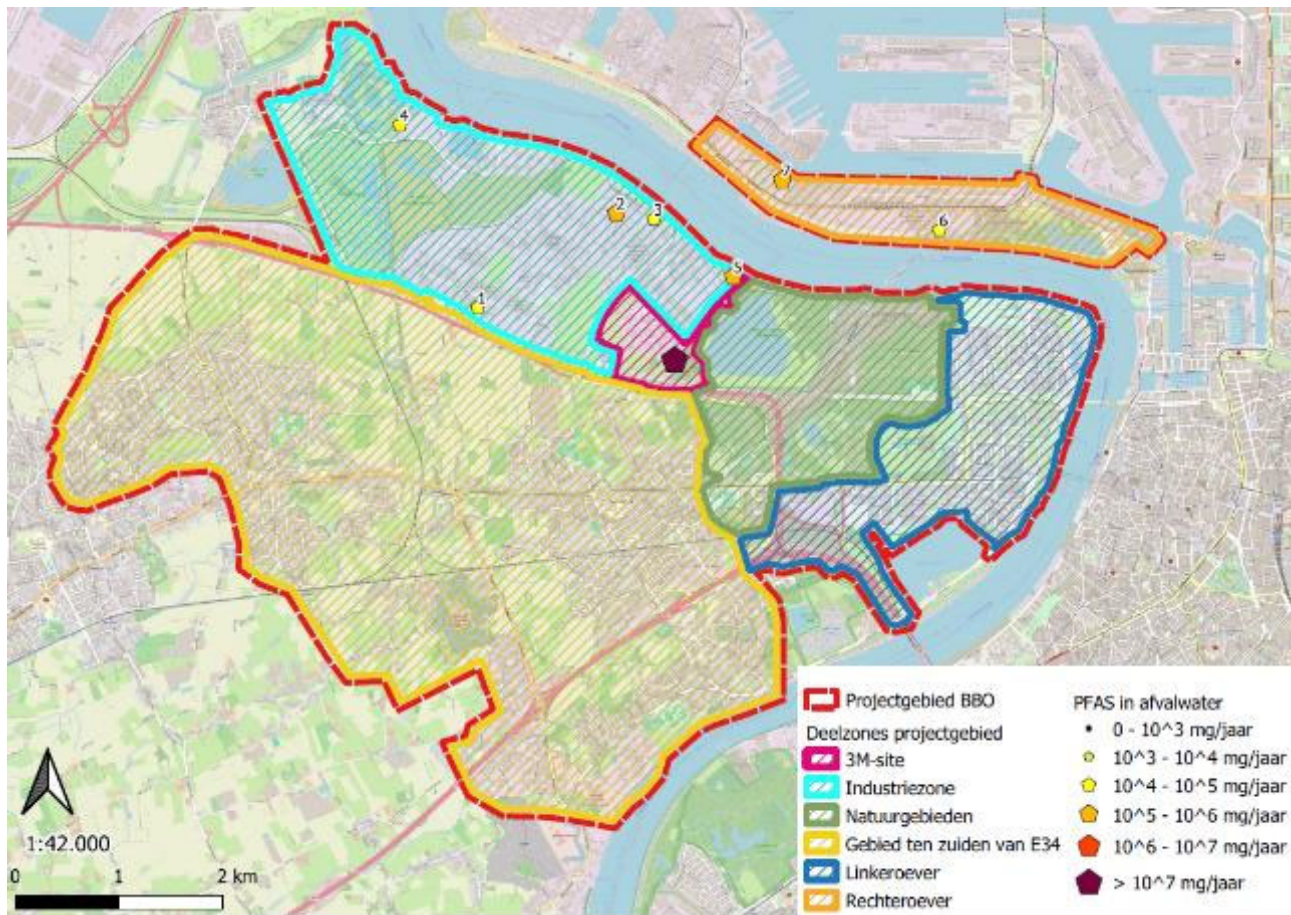 4
7
2
3
6
5
1
1:42.000
0 1 2 km
Projectgebied BBO
Deelzones projectgebied
3M-site
Industriezone
Natuurgebieden
Gebied ten zuiden van E34
Linkeroever
Rechteroever
PFAS in afvalwater
0 - 10^3 mg/jaar
10^3 - 10^4 mg/jaar
10^4 - 10^5 mg/jaar
10^5 - 10^6 mg/jaar
10^6 - 10^7 mg/jaar
> 10^7 mg/jaar